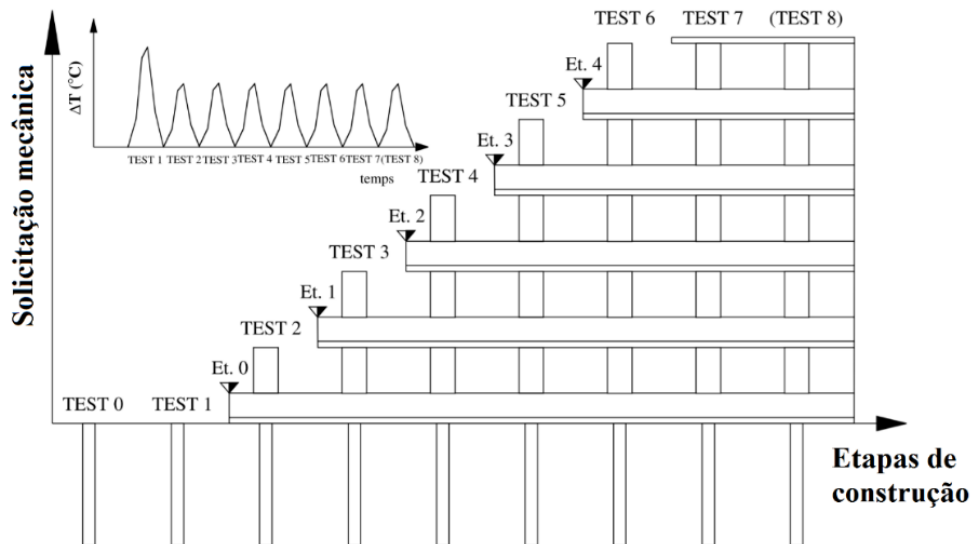 TEST 6
TEST 7
(TEST 8)
Et. 4
TEST 5
Et. 3
TEST 4
Et. 2
TEST 3
Et. 1
TEST 2
Et. 0
TEST 0
TEST 1
Solicitação mecânica
ΔT (°C)
TEST 1 TEST 2 TEST 3 TEST 4 TEST 5 TEST 6 TEST 7 (TEST 8)
temps
Etapas de
construção